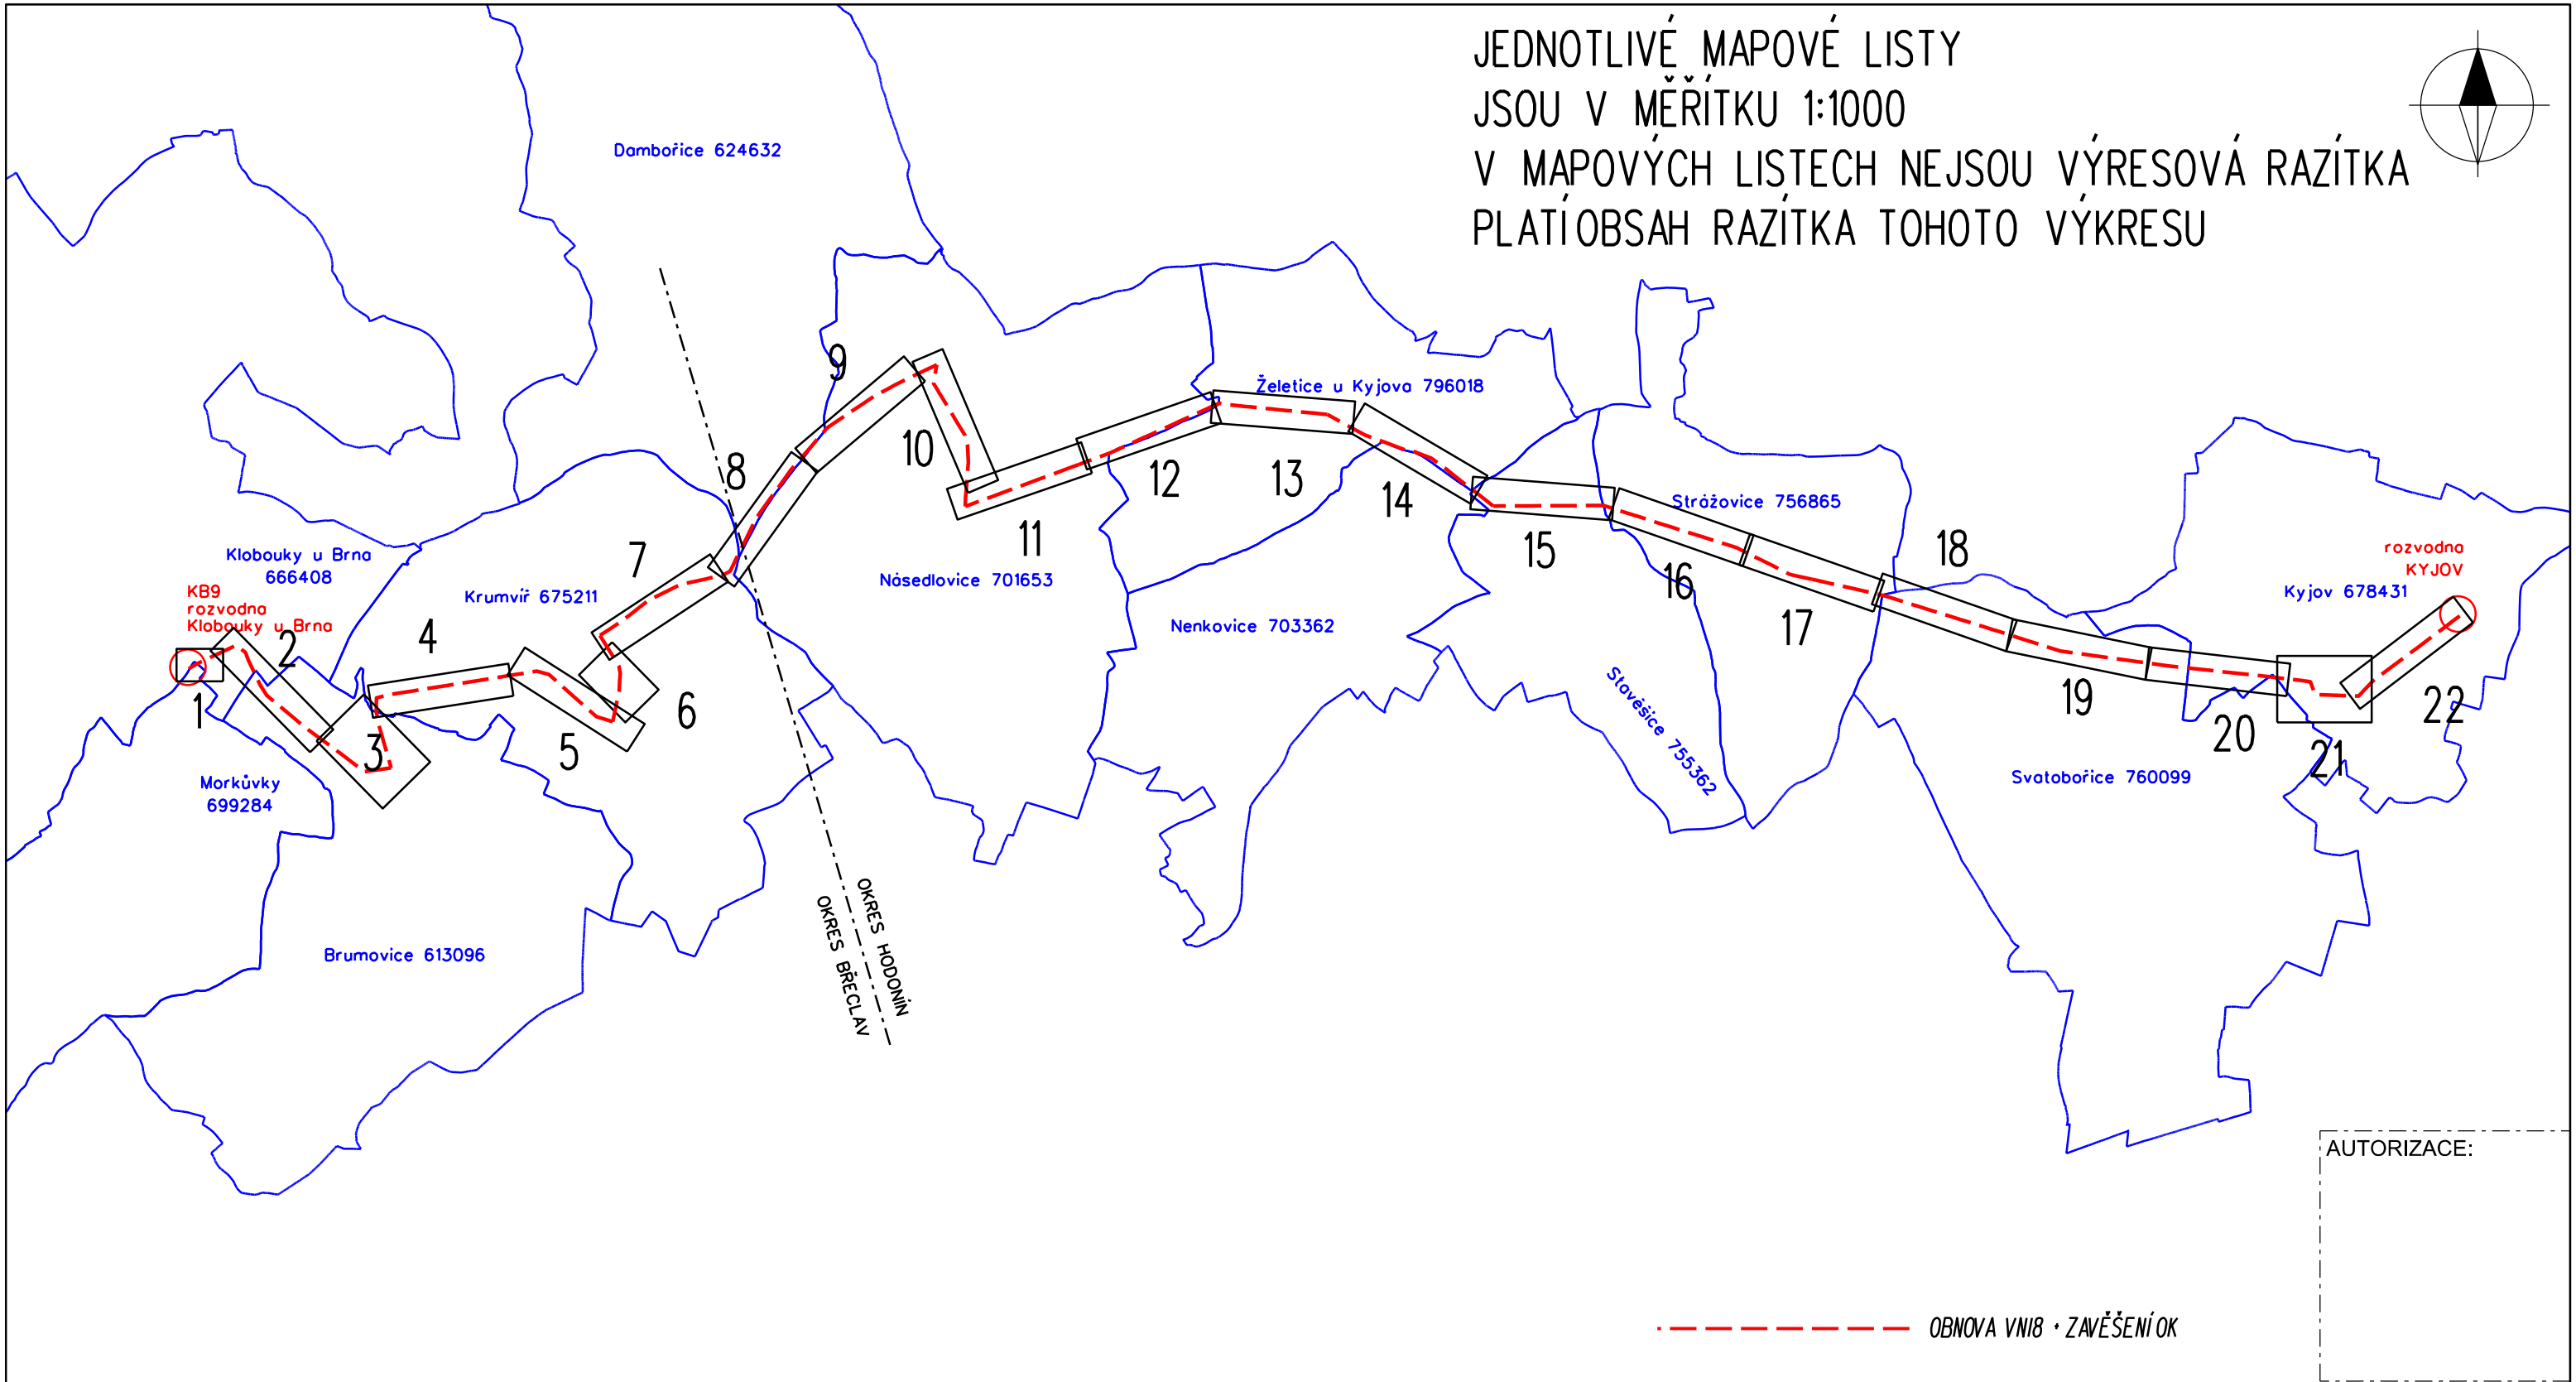 JEDNOTLIVÉ MAPOVÉ LISTY
JSOU V MĚŘÍTKU 1:1000
V MAPOVÝCH LISTECH NEJSOU VÝRESOVÁ RAZÍTKA
PLATÍ OBSAH RAZÍTKA TOHOTO VÝKRESU
Dambořice 624632
9
Želetice u Kyjova 796018
8
10
12
13
14
Strážovice 756865
11
15
18
rozvodna
KYJOV
Klobouky u Brna
666408
7
Násedlovice 701653
16
Kyjov 678431
KB9
rozvodna
Klobouky u Brna
Krumvíř 675211
Nenkovice 703362
17
2
4
1
6
19
22
3
5
20
21
Stavěšice 755362
Morkůvky
699284
Svatobořice 760099
OKRES HODONÍN
OKRES BŘECLAV
Brumovice 613096
AUTORIZACE:
OBNOVA VN18 + ZAVĚŠENÍ OK